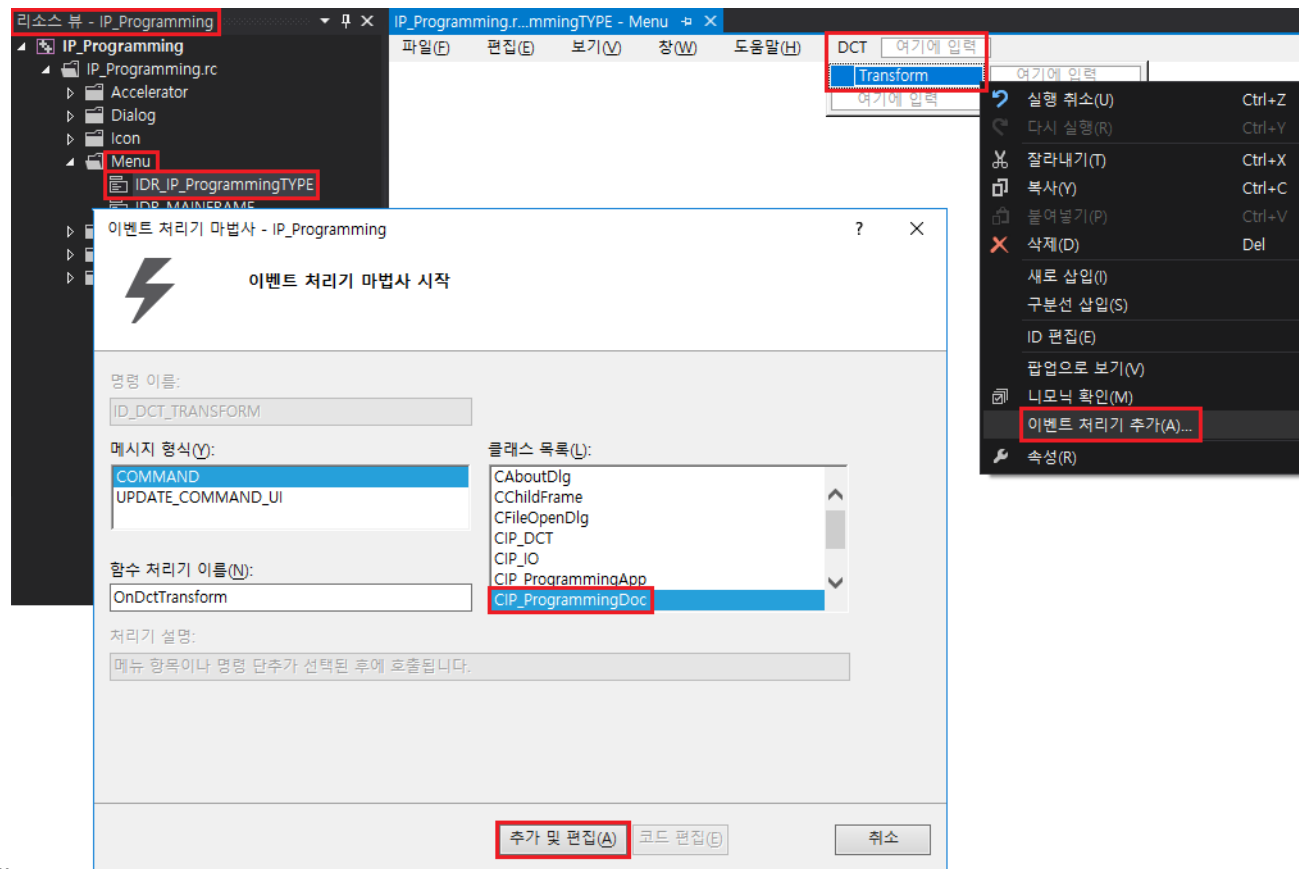 리소스 뷰 - IP_Programming
IP_Programming.r...mmingTYPE - Menu
IP_Programming
IP_Programming.rc
Accelerator
Dialog
Icon
Menu
IDR_IP_ProgrammingTYPE
IDR_MAINFRAME
파일(F) 편집(E) 보기(V) 창(W) 도움말(H) DCT 여기에 입력
Transform 여기에 입력
여기에 입력
실행 취소(U) Ctrl+Z
다시 실행(R) Ctrl+Y
잘라내기(T) Ctrl+X
복사(Y) Ctrl+C
붙여넣기(P) Ctrl+V
삭제(D) Del
새로 삽입(I)
구분선 삽입(S)
ID 편집(E)
팝업으로 보기(V)
니모닉 확인(M)
이벤트 처리기 추가(A)...
속성(R)
이벤트 처리기 마법사 - IP_Programming
이벤트 처리기 마법사 시작
명령 이름:
ID_DCT_TRANSFORM
메시지 형식(Y):
COMMAND
UPDATE_COMMAND_UI
클래스 목록(L):
CAboutDlg
CChildFrame
CFileOpenDlg
CIP_DCT
CIP_IO
CIP_ProgrammingApp
CIP_ProgrammingDoc
함수 처리기 이름(N):
OnDctTransform
처리기 설명:
메뉴 항목이나 명령 단추가 선택된 후에 호출됩니다.
추가 및 편집(A) 코드 편집(E) 취소